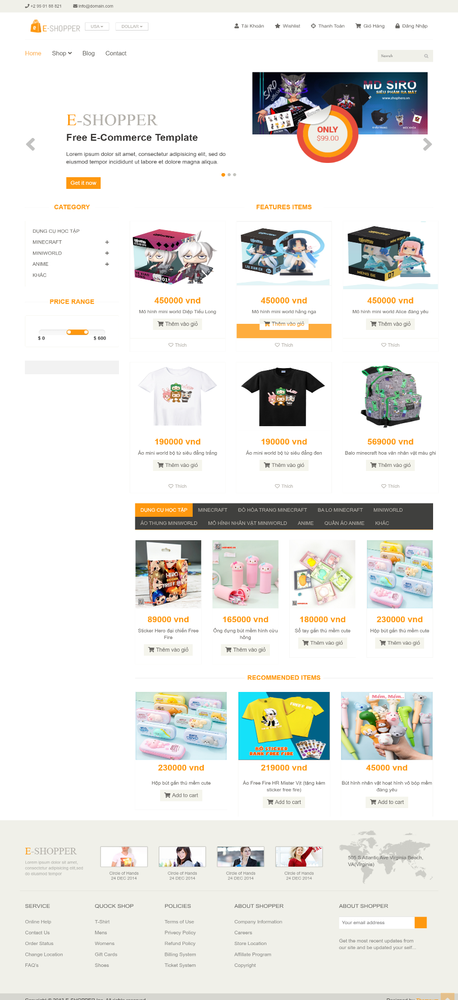 +2 95 01 88 821
info@domain.com
E-SHOPPER
USA
DOLLAR
Tài Khoản
Wishlist
Thanh Toán
Giỏ Hàng
Đăng Nhập
Home
Shop
Blog
Contact
Search
E-SHOPPER
Free E-Commerce Template
Lorem ipsum dolor sit amet, consectetur adipisicing elit, sed do
eiusmod tempor incididunt ut labore et dolore magna aliqua.
Get it now
SIRO
official
MD SIRO
SIÊU PHẨM RA MẮT
www.shophero.vn
STICKER
KHẨU TRANG
MÓC KHÓA
ONLY
$99.00
CATEGORY
DỤNG CỤ HỌC TẬP
MINECRAFT
MINIWORLD
ANIME
KHÁC
PRICE RANGE
$ 0
$ 600
FEATURES ITEMS
YE XIAO
LONG
01
450000 vnd
Mô hình mini world Diệp Tiểu Long
Thêm vào giỏ
Thích
LIU XIAN ER
05
450000 vnd
Mô hình mini world hằng nga
Thêm vào giỏ
Thích
MINI WORLD
MENG GE
07
450000 vnd
Mô hình mini world Alice đáng yêu
Thêm vào giỏ
Thích
190000 vnd
Áo mini world bộ tứ siêu đẳng trắng
Thêm vào giỏ
Thích
190000 vnd
Áo mini world bộ tứ siêu đẳng đen
Thêm vào giỏ
Thích
569000 vnd
Balo minecraft hoa văn nhân vật màu ghi
Thêm vào giỏ
Thích
DỤNG CỤ HỌC TẬP
MINECRAFT
ĐỒ HÓA TRANG MINECRAFT
BA LO MINECRAFT
MINIWORLD
ÁO THUNG MINIWORLD
MÔ HÌNH NHÂN VẬT MINIWORLD
ANIME
QUẦN ÁO ANIME
KHÁC
HERO
ĐẠI CHIẾN
FREE FIRE
89000 vnd
Sticker Hero đại chiến Free
Fire
Thêm vào giỏ
SHOPHERO.VN
165000 vnd
Ống đựng bút mềm hình cừu
hồng
Thêm vào giỏ
180000 vnd
Sổ tay gắn thú mềm cute
Thêm vào giỏ
230000 vnd
Hộp bút gắn thú mềm cute
Thêm vào giỏ
RECOMMENDED ITEMS
230000 vnd
Hộp bút gắn thú mềm cute
Add to cart
FREE FIRE
BỘ STICKER
RANK FREE FIRE
219000 vnd
Áo Free Fire HR Mister Vịt (tặng kèm
sticker free fire)
Add to cart
Mềm, Mềm..
45000 vnd
Bút hình nhân vật hoạt hình vỏ bóp mềm
đáng yêu
Add to cart
E-SHOPPER
Lorem ipsum dolor sit amet,
consectetur adipisicing elit,sed
do eiusmod tempor
Circle of Hands
24 DEC 2014
Circle of Hands
24 DEC 2014
Circle of Hands
24 DEC 2014
SALE
Circle of Hands
24 DEC 2014
505 S Atlantic Ave Virginia Beach,
VA(Virginia)
SERVICE
Online Help
Contact Us
Order Status
Change Location
FAQ's
QUOCK SHOP
T-Shirt
Mens
Womens
Gift Cards
Shoes
POLICIES
Terms of Use
Privecy Policy
Refund Policy
Billing System
Ticket System
ABOUT SHOPPER
Company Information
Careers
Store Location
Affillate Program
Copyright
ABOUT SHOPPER
Your email address
Get the most recent updates from
our site and be updated your self...
Copyright © 2013 E-SHOPPER Inc. All rights reserved.
Designed by Themeum